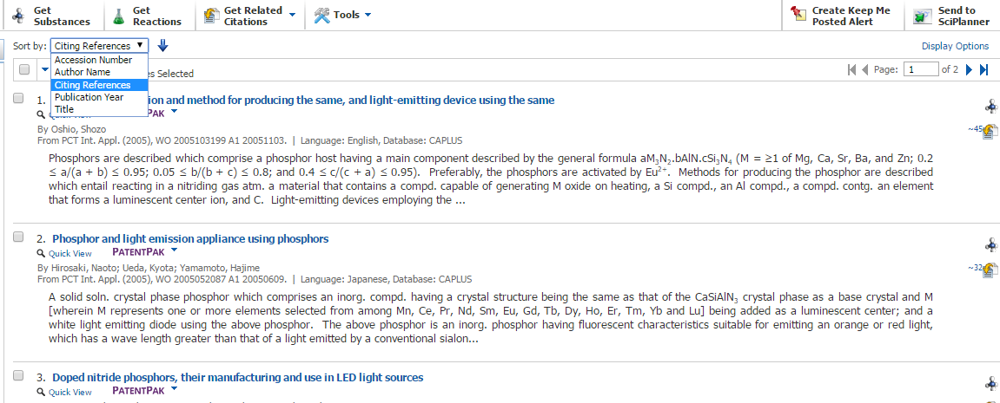 Get Substances
Get Reactions
Get Related Citations
Tools
Create Keep Me Posted Alert
Send to SciPlanner
Sort by: Citing References
Display Options
Accession Number
Author Name
Citing References
Publication Year
Title
s Selected
Page: 1 of 2
1. ion and method for producing the same, and light-emitting device using the same
AK
By Oshio, Shozo
~45
From PCT Int. Appl. (2005), WO 2005103199 A1 20051103. | Language: English, Database: CAPLUS
Phosphors are described which comprise a phosphor host having a main component described by the general formula aM₃N₂.bAlN.cSi₃N₄ (M = ≥1 of Mg, Ca, Sr, Ba, and Zn; 0.2
≤ a/(a + b) ≤ 0.95; 0.05 ≤ b/(b + c) ≤ 0.8; and 0.4 ≤ c/(c + a) ≤ 0.95). Preferably, the phosphors are activated by Eu²⁺. Methods for producing the phosphor are described
which entail reacting in a nitriding gas atm. a material that contains a compd. capable of generating M oxide on heating, a Si compd., an Al compd., a compd. contg. an element
that forms a luminescent center ion, and C. Light-emitting devices employing the ...
2. Phosphor and light emission appliance using phosphors
Quick View PATENTPAK
By Hirosaki, Naoto; Ueda, Kyota; Yamamoto, Hajime
~32
From PCT Int. Appl. (2005), WO 2005052087 A1 20050609. | Language: Japanese, Database: CAPLUS
A solid soln. crystal phase phosphor which comprises an inorg. compd. having a crystal structure being the same as that of the CaSiAlN₃ crystal phase as a base crystal and M
[wherein M represents one or more elements selected from among Mn, Ce, Pr, Nd, Sm, Eu, Gd, Tb, Dy, Ho, Er, Tm, Yb and Lu] being added as a luminescent center; and a
white light emitting diode using the above phosphor. The above phosphor is an inorg. phosphor having fluorescent characteristics suitable for emitting an orange or red light,
which has a wave length greater than that of a light emitted by a conventional sialon...
3. Doped nitride phosphors, their manufacturing and use in LED light sources
Quick View PATENTPAK